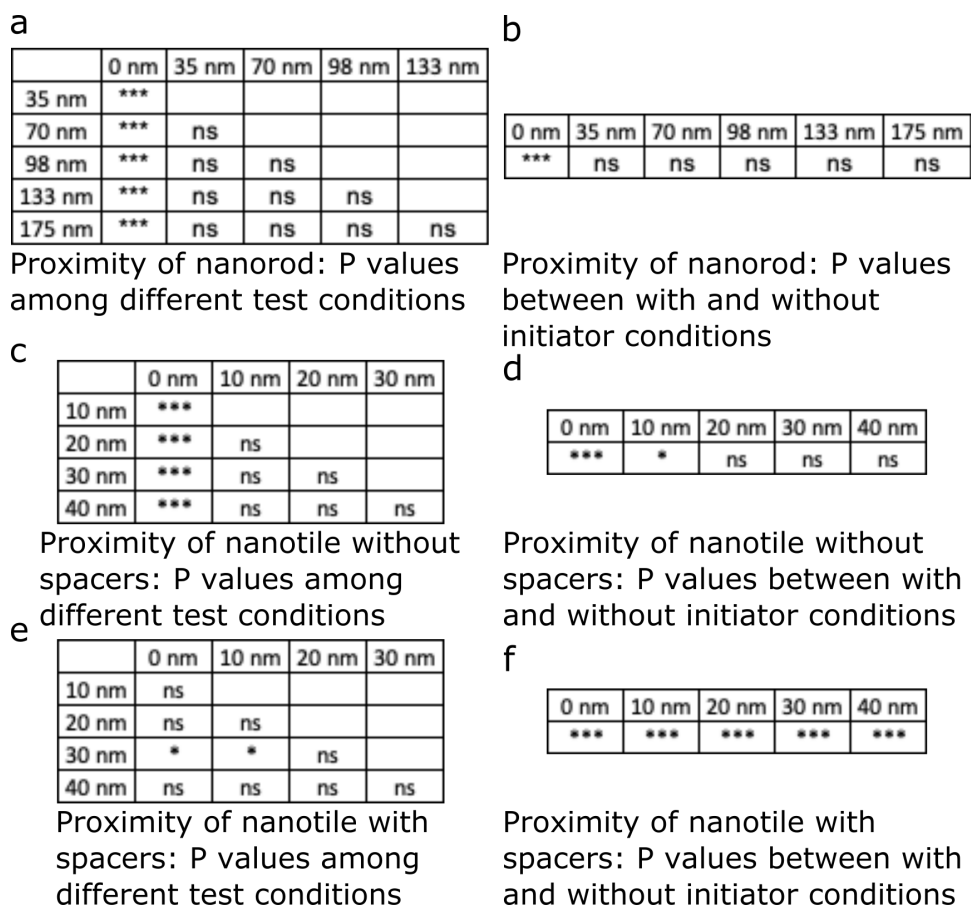 a
0 nm 35 nm 70 nm 98 nm 133 nm
35 nm ***
70 nm *** ns
98 nm *** ns ns
133 nm *** ns ns ns
175 nm *** ns ns ns ns
Proximity of nanorod: P values
among different test conditions
b
0 nm 35 nm 70 nm 98 nm 133 nm 175 nm
*** ns ns ns ns ns
Proximity of nanorod: P values
between with and without
initiator conditions
c
0 nm 10 nm 20 nm 30 nm
10 nm ***
20 nm *** ns
30 nm *** ns ns
40 nm *** ns ns ns
Proximity of nanotile without
spacers: P values among
different test conditions
d
0 nm 10 nm 20 nm 30 nm 40 nm
*** * ns ns ns
Proximity of nanotile without
spacers: P values between with
and without initiator conditions
e
0 nm 10 nm 20 nm 30 nm
10 nm ns
20 nm ns ns
30 nm * * ns
40 nm ns ns ns ns
Proximity of nanotile with
spacers: P values among
different test conditions
f
0 nm 10 nm 20 nm 30 nm 40 nm
*** *** *** *** ***
Proximity of nanotile with
spacers: P values between with
and without initiator conditions